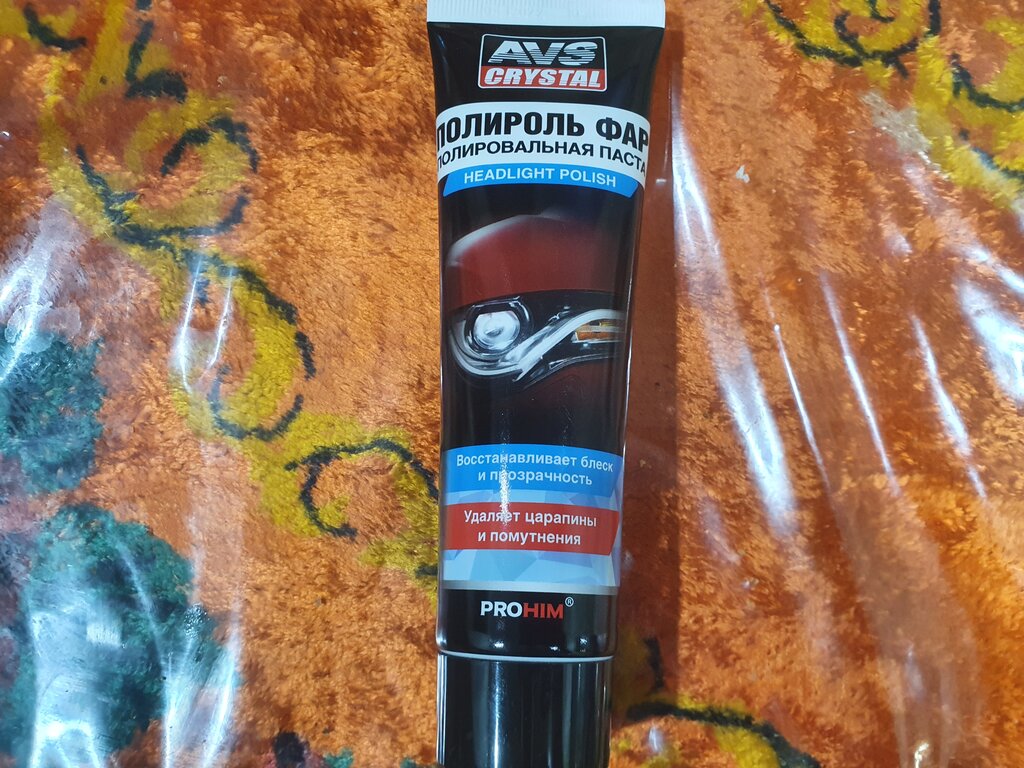 AVS
CRYSTAL
ПОЛИРОЛЬ ФАР
ПОЛИРОВАЛЬНАЯ ПАСТА
HEADLIGHT POLISH
Восстанавливает блеск
и прозрачность
Удаляет царапины
и помутнения
PROHIM®